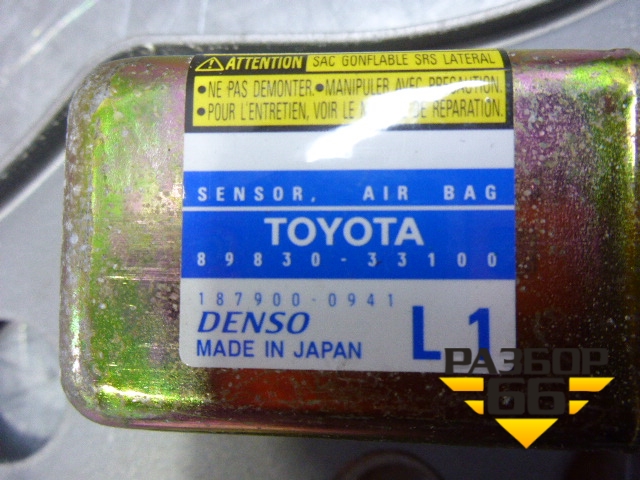 ATTENTION SAC GONFLABLE SRS LATERAL
•NE PAS DEMONTER.•MANIPULER AVEC PRECAUTION.
•POUR L'ENTRETIEN, VOIR LE DE REPARATION.
SENSOR, AIR BAG
TOYOTA
89830-33100
187900-0941
DENSO L1
MADE IN JAPAN
РАЗБОР
66